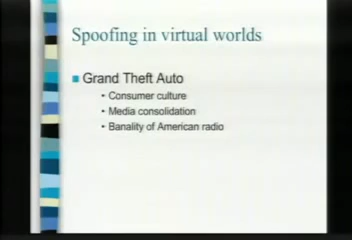 Spoofing in virtual worlds
Grand Theft Auto
• Consumer culture
• Media consolidation
• Banality of American radio